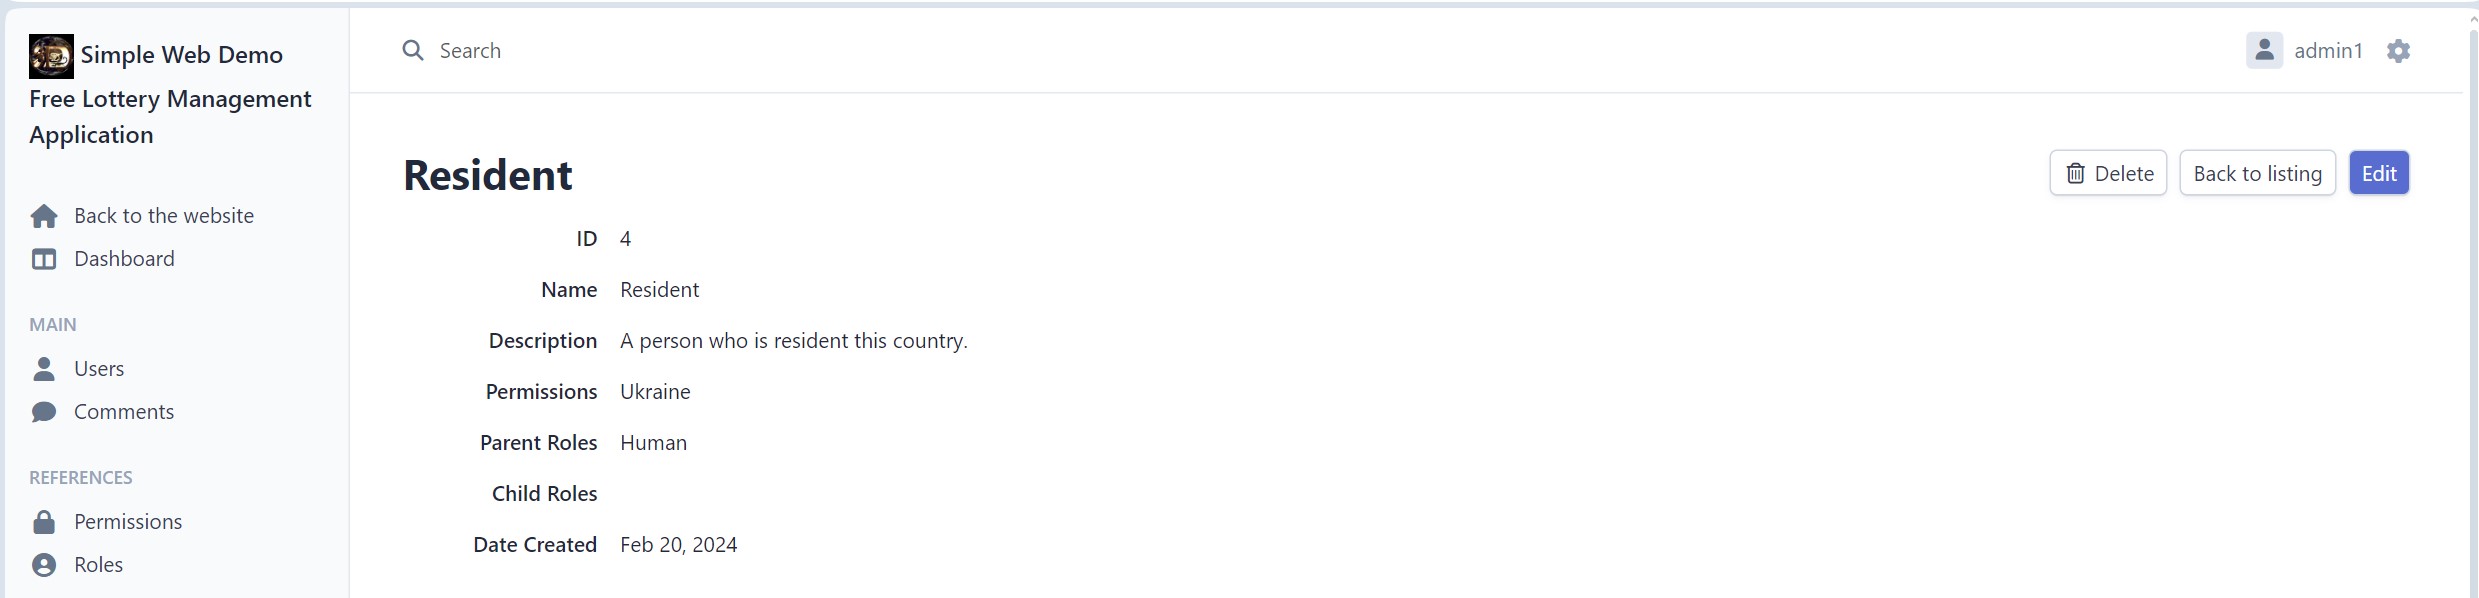 Simple Web Demo
Free Lottery Management
Application
Back to the website
Dashboard
MAIN
Users
Comments
REFERENCES
Permissions
Roles
Search
admin1
Resident
Delete
Back to listing
Edit
ID 4
Name Resident
Description A person who is resident this country.
Permissions Ukraine
Parent Roles Human
Child Roles
Date Created Feb 20, 2024